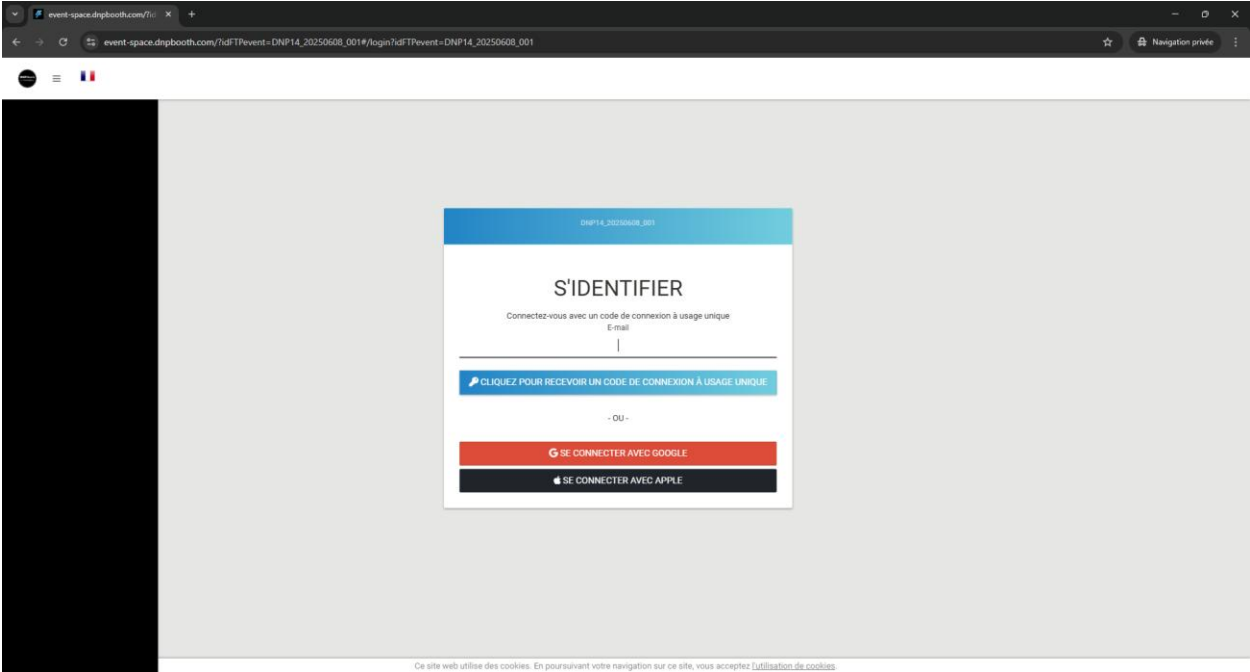 event-space.dnpbooth.com/?id
event-space.dnpbooth.com/?idFTPevent=DNP14_20250608_001#/login?idFTPevent=DNP14_20250608_001
Navigation privée
DNP14_20250608_001
S'IDENTIFIER
Connectez-vous avec un code de connexion à usage unique
E-mail
CLIQUEZ POUR RECEVOIR UN CODE DE CONNEXION À USAGE UNIQUE
- OU -
SE CONNECTER AVEC GOOGLE
SE CONNECTER AVEC APPLE
Ce site web utilise des cookies. En poursuivant votre navigation sur ce site, vous acceptez l'utilisation de cookies.